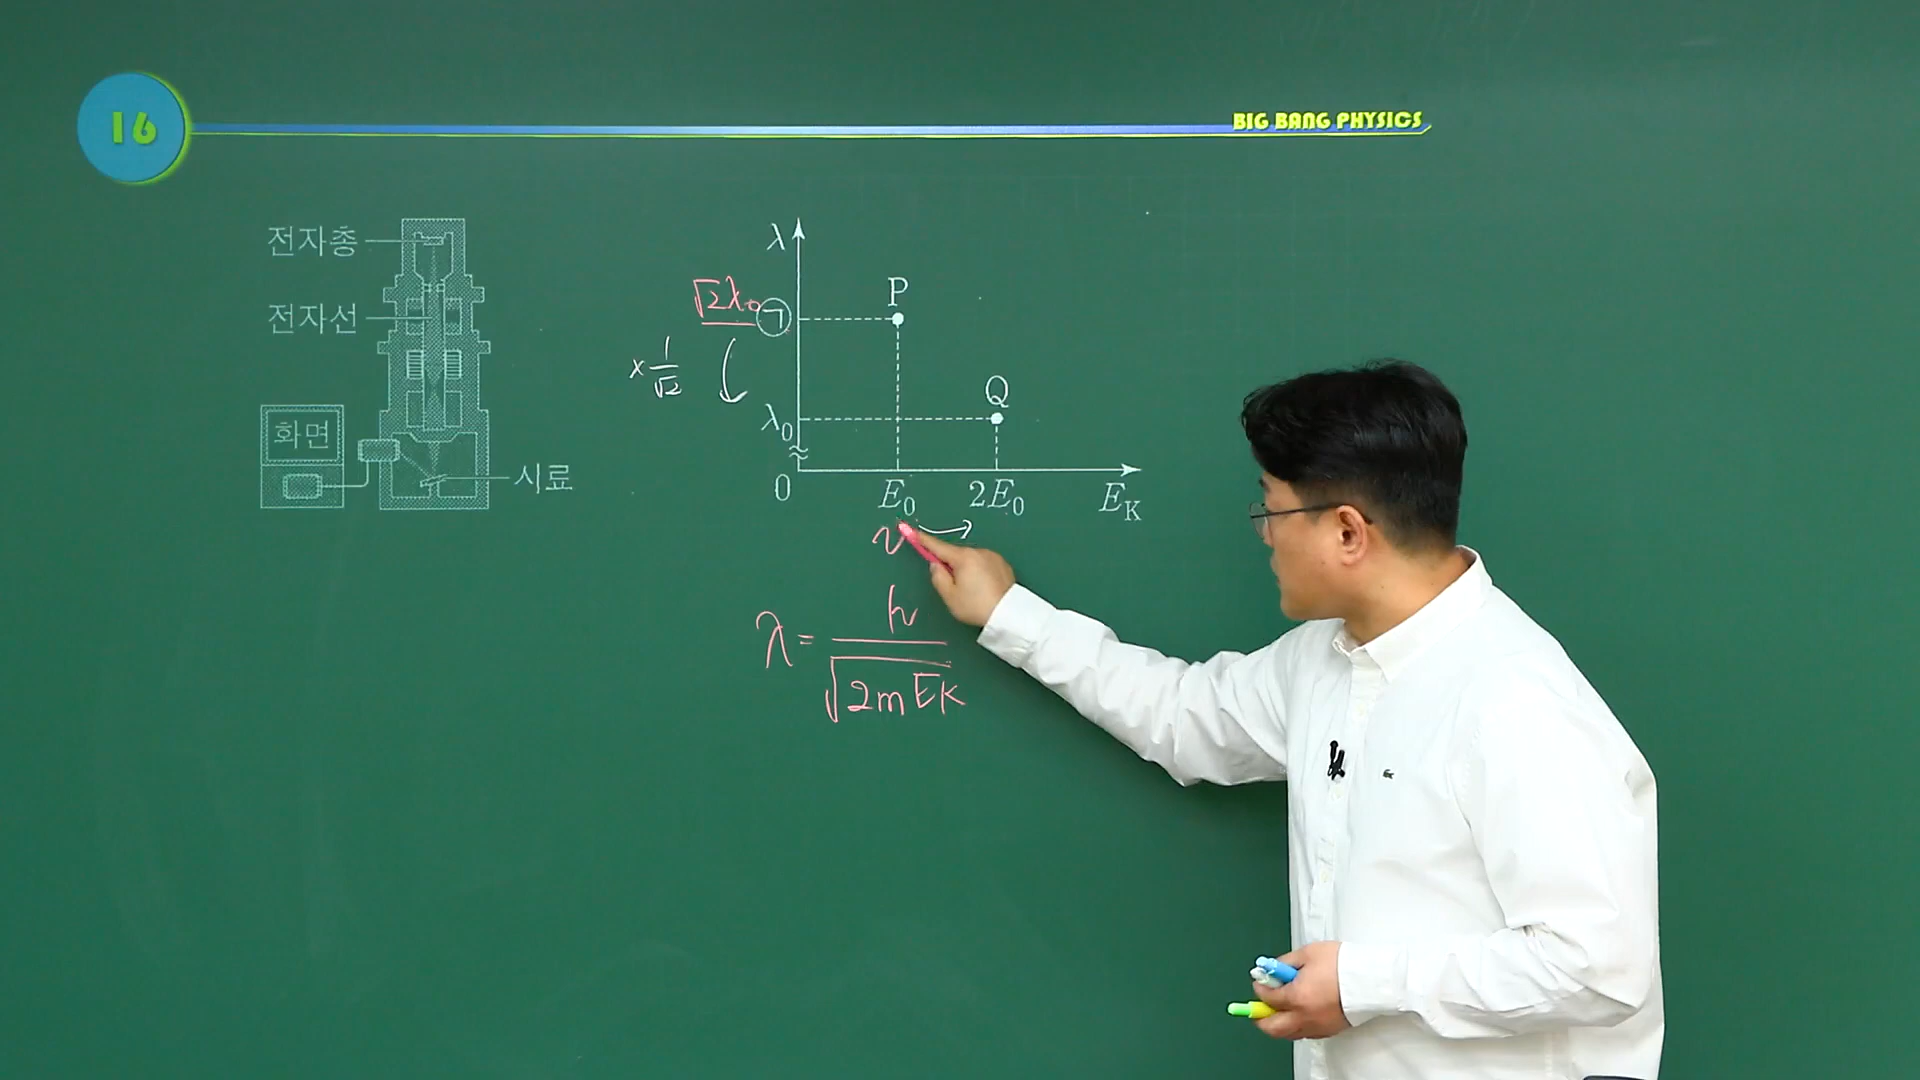 16
BIG BANG PHYSICS
전자총
전자선
화면
시료
λ
P
√2λ₀ ㉠
× 1/√2
Q
λ₀
0
E₀
2E₀
E_K
v
λ = h/√(2mEk)